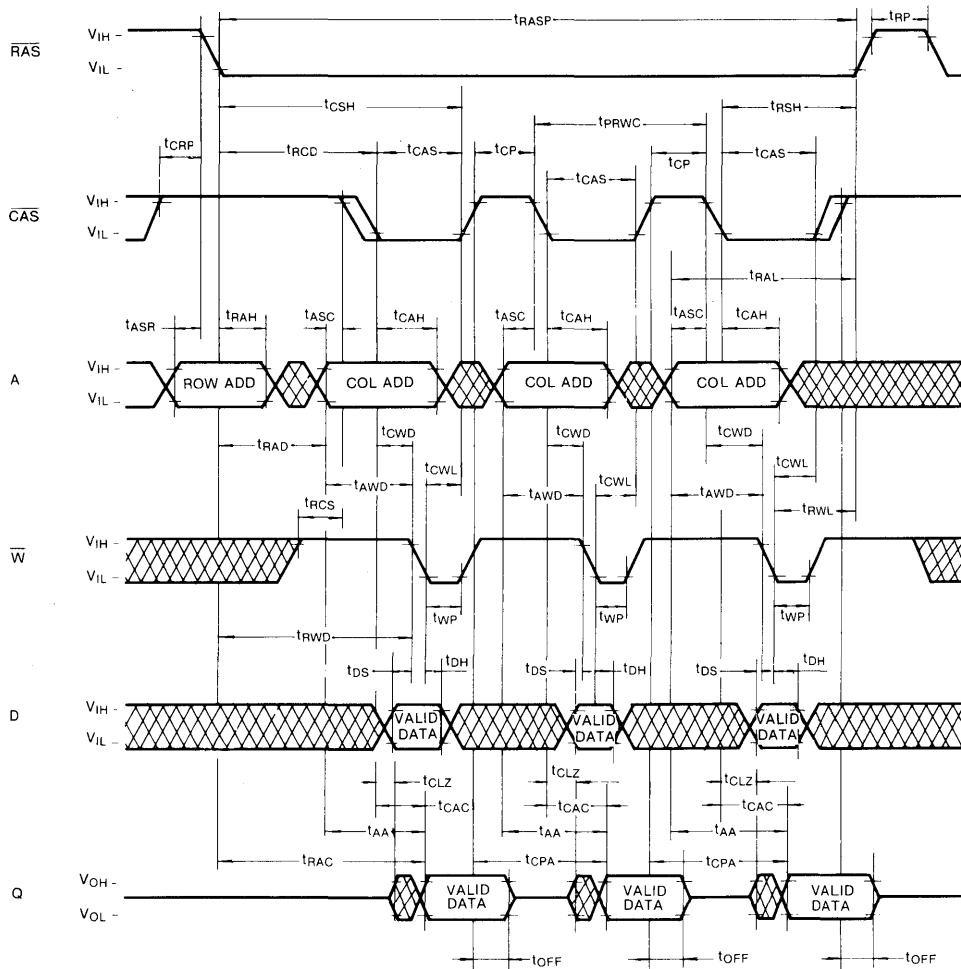 tRASP
tRP
RAS
VIH
VIL
tCSH
tRSH
tPRWC
tCRP
tRCD
tCAS
tCP
tCP
tCAS
tCAS
CAS
VIH
VIL
tRAL
tASR
tRAH
tASC
tCAH
tASC
tCAH
tASC
tCAH
A
VIH
VIL
ROW ADD
COL ADD
COL ADD
COL ADD
tRAD
tCWD
tCWD
tCWD
tCWL
tCWL
tCWL
tAWD
tAWD
tAWD
tRCS
tRWL
W
VIH
VIL
tWP
tWP
tWP
tRWD
tDS
tDH
tDS
tDH
tDS
tDH
D
VIH
VIL
VALID
DATA
VALID
DATA
VALID
DATA
tCLZ
tCLZ
tCLZ
tCAC
tCAC
tCAC
tAA
tAA
tAA
tRAC
tCPA
tCPA
Q
VOH
VOL
VALID
DATA
VALID
DATA
VALID
DATA
tOFF
tOFF
tOFF